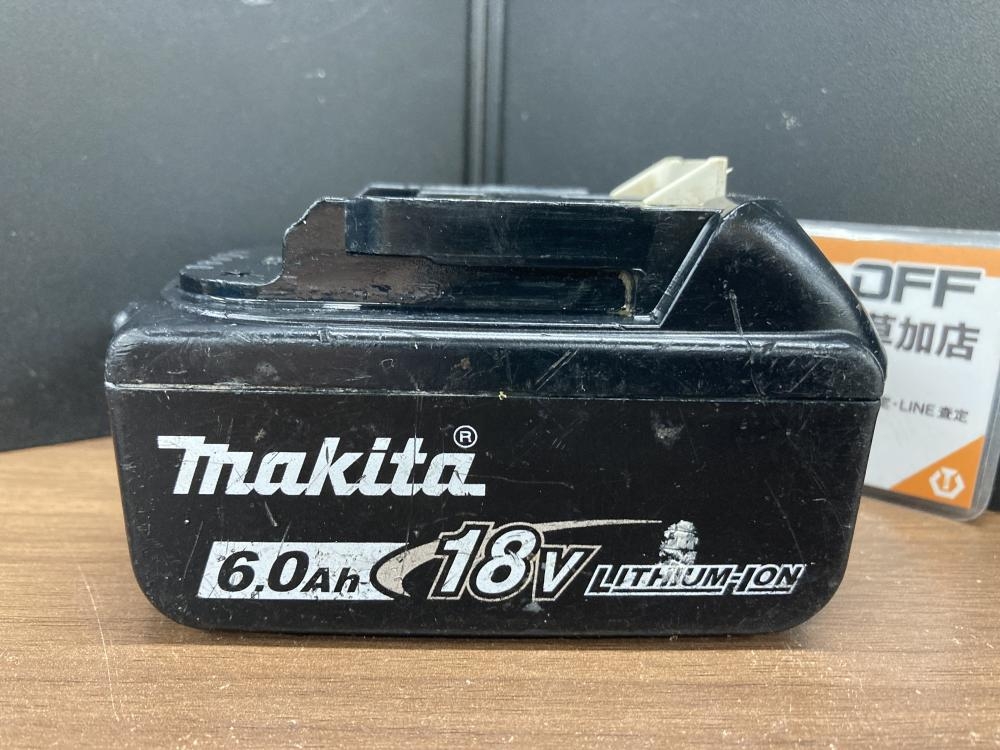 makita®
6.0Ah 18V LITHIUM-ION
OFF
草加店
・LINE査定